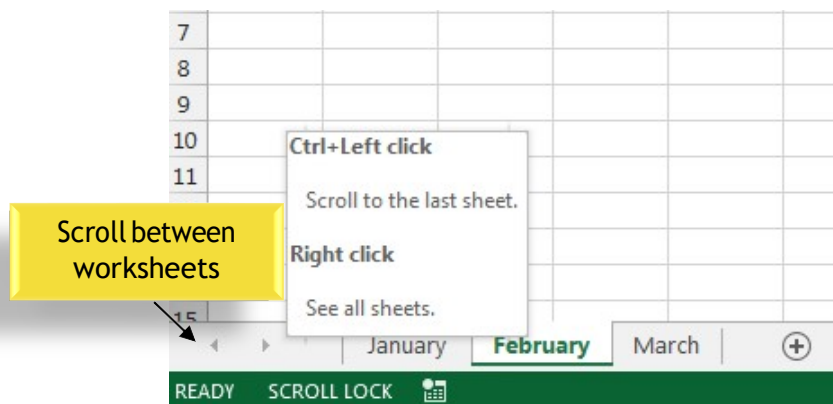 7
8
9
10
Ctrl+Left click
11
Scroll to the last sheet.
Scroll between
worksheets
Right click
See all sheets.
15
January February March
READY SCROLL LOCK